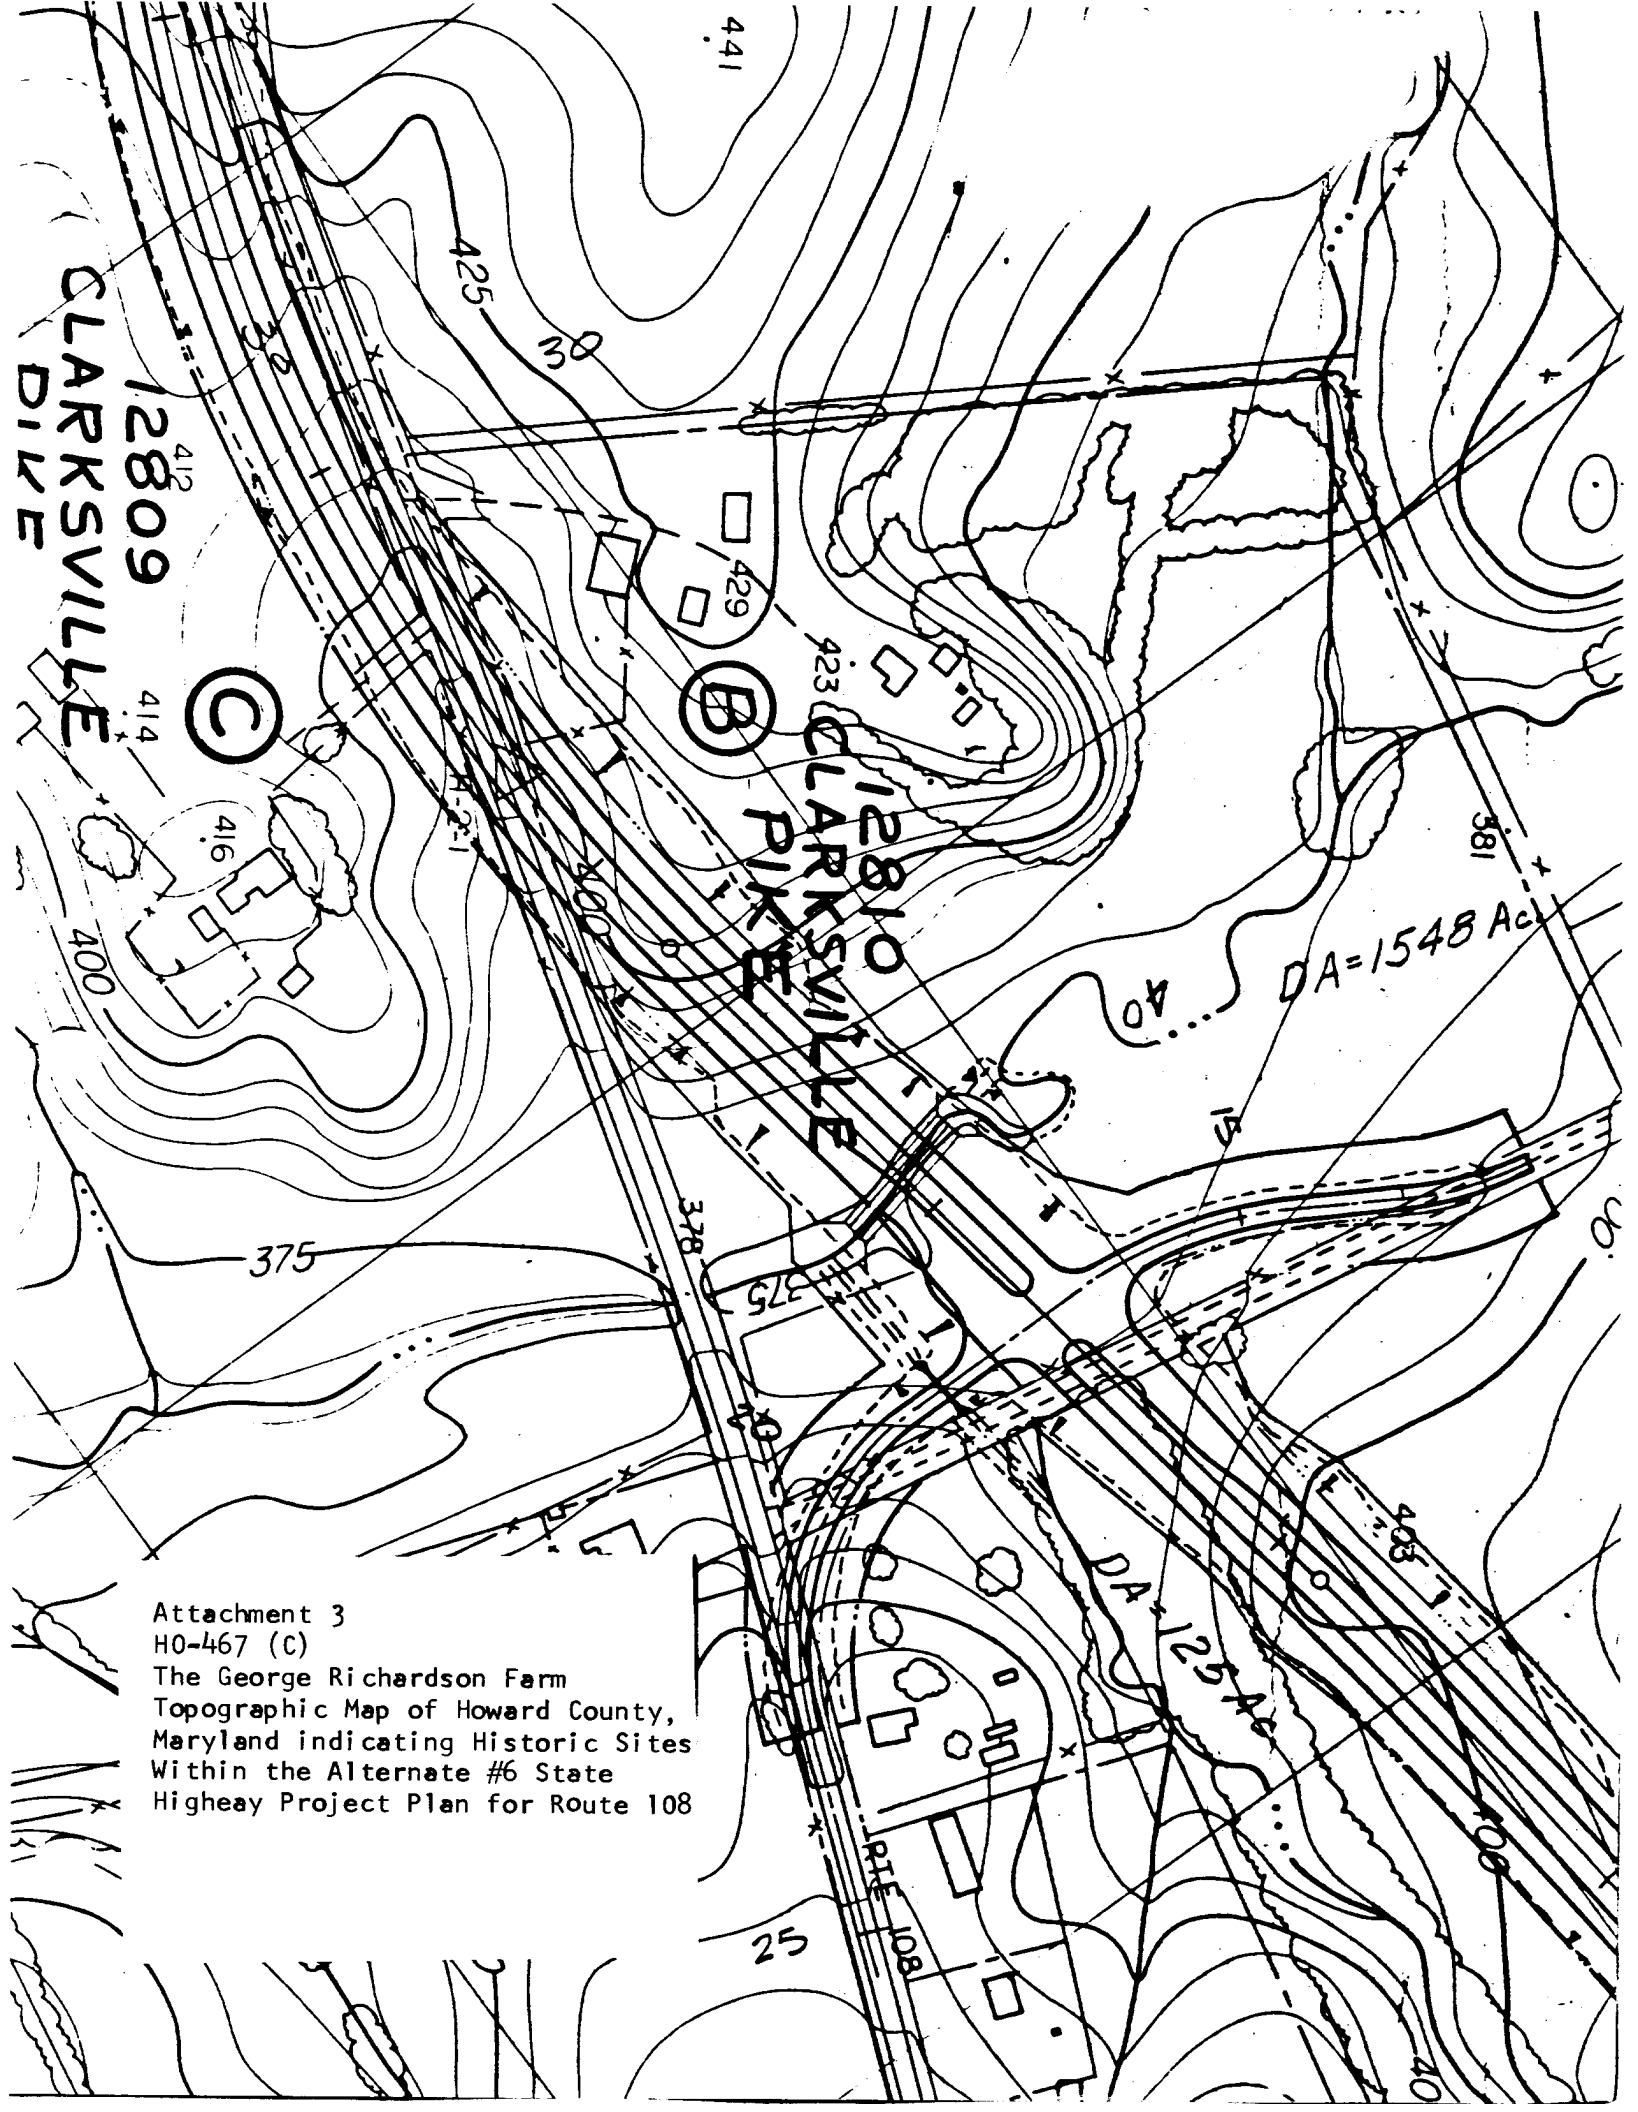 441
425
30
412
12809
CLARKSVILLE
PIKE
C
414
416
400
429
423
B
12810
CLARKSVILLE
PIKE
400
381
DA=1548 Ac.
15
378
375
375
403
DA = 125 Ac
RTE 108
25
40
Attachment 3
HO-467 (C)
The George Richardson Farm
Topographic Map of Howard County,
Maryland indicating Historic Sites
Within the Alternate #6 State
Higheay Project Plan for Route 108